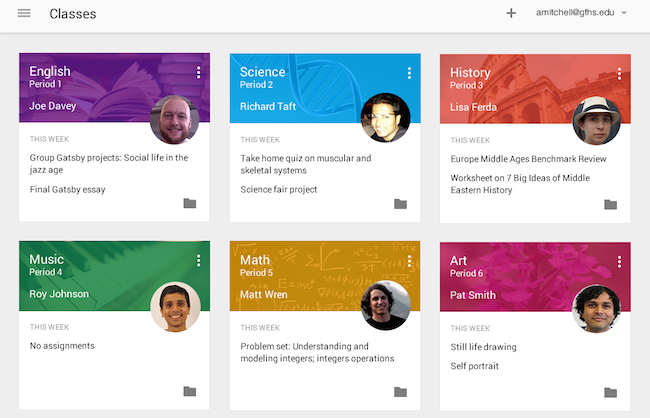 Classes
amitchell@gfhs.edu
English
Period 1
Joe Davey
THIS WEEK
Group Gatsby projects: Social life in the
jazz age
Final Gatsby essay
Science
Period 2
Richard Taft
THIS WEEK
Take home quiz on muscular and
skeletal systems
Science fair project
History
Period 3
Lisa Ferda
THIS WEEK
Europe Middle Ages Benchmark Review
Worksheet on 7 Big Ideas of Middle
Eastern History
Music
Period 4
Roy Johnson
THIS WEEK
No assignments
Math
Period 5
Matt Wren
THIS WEEK
Problem set: Understanding and
modeling integers; integers operations
Art
Period 6
Pat Smith
THIS WEEK
Still life drawing
Self portrait